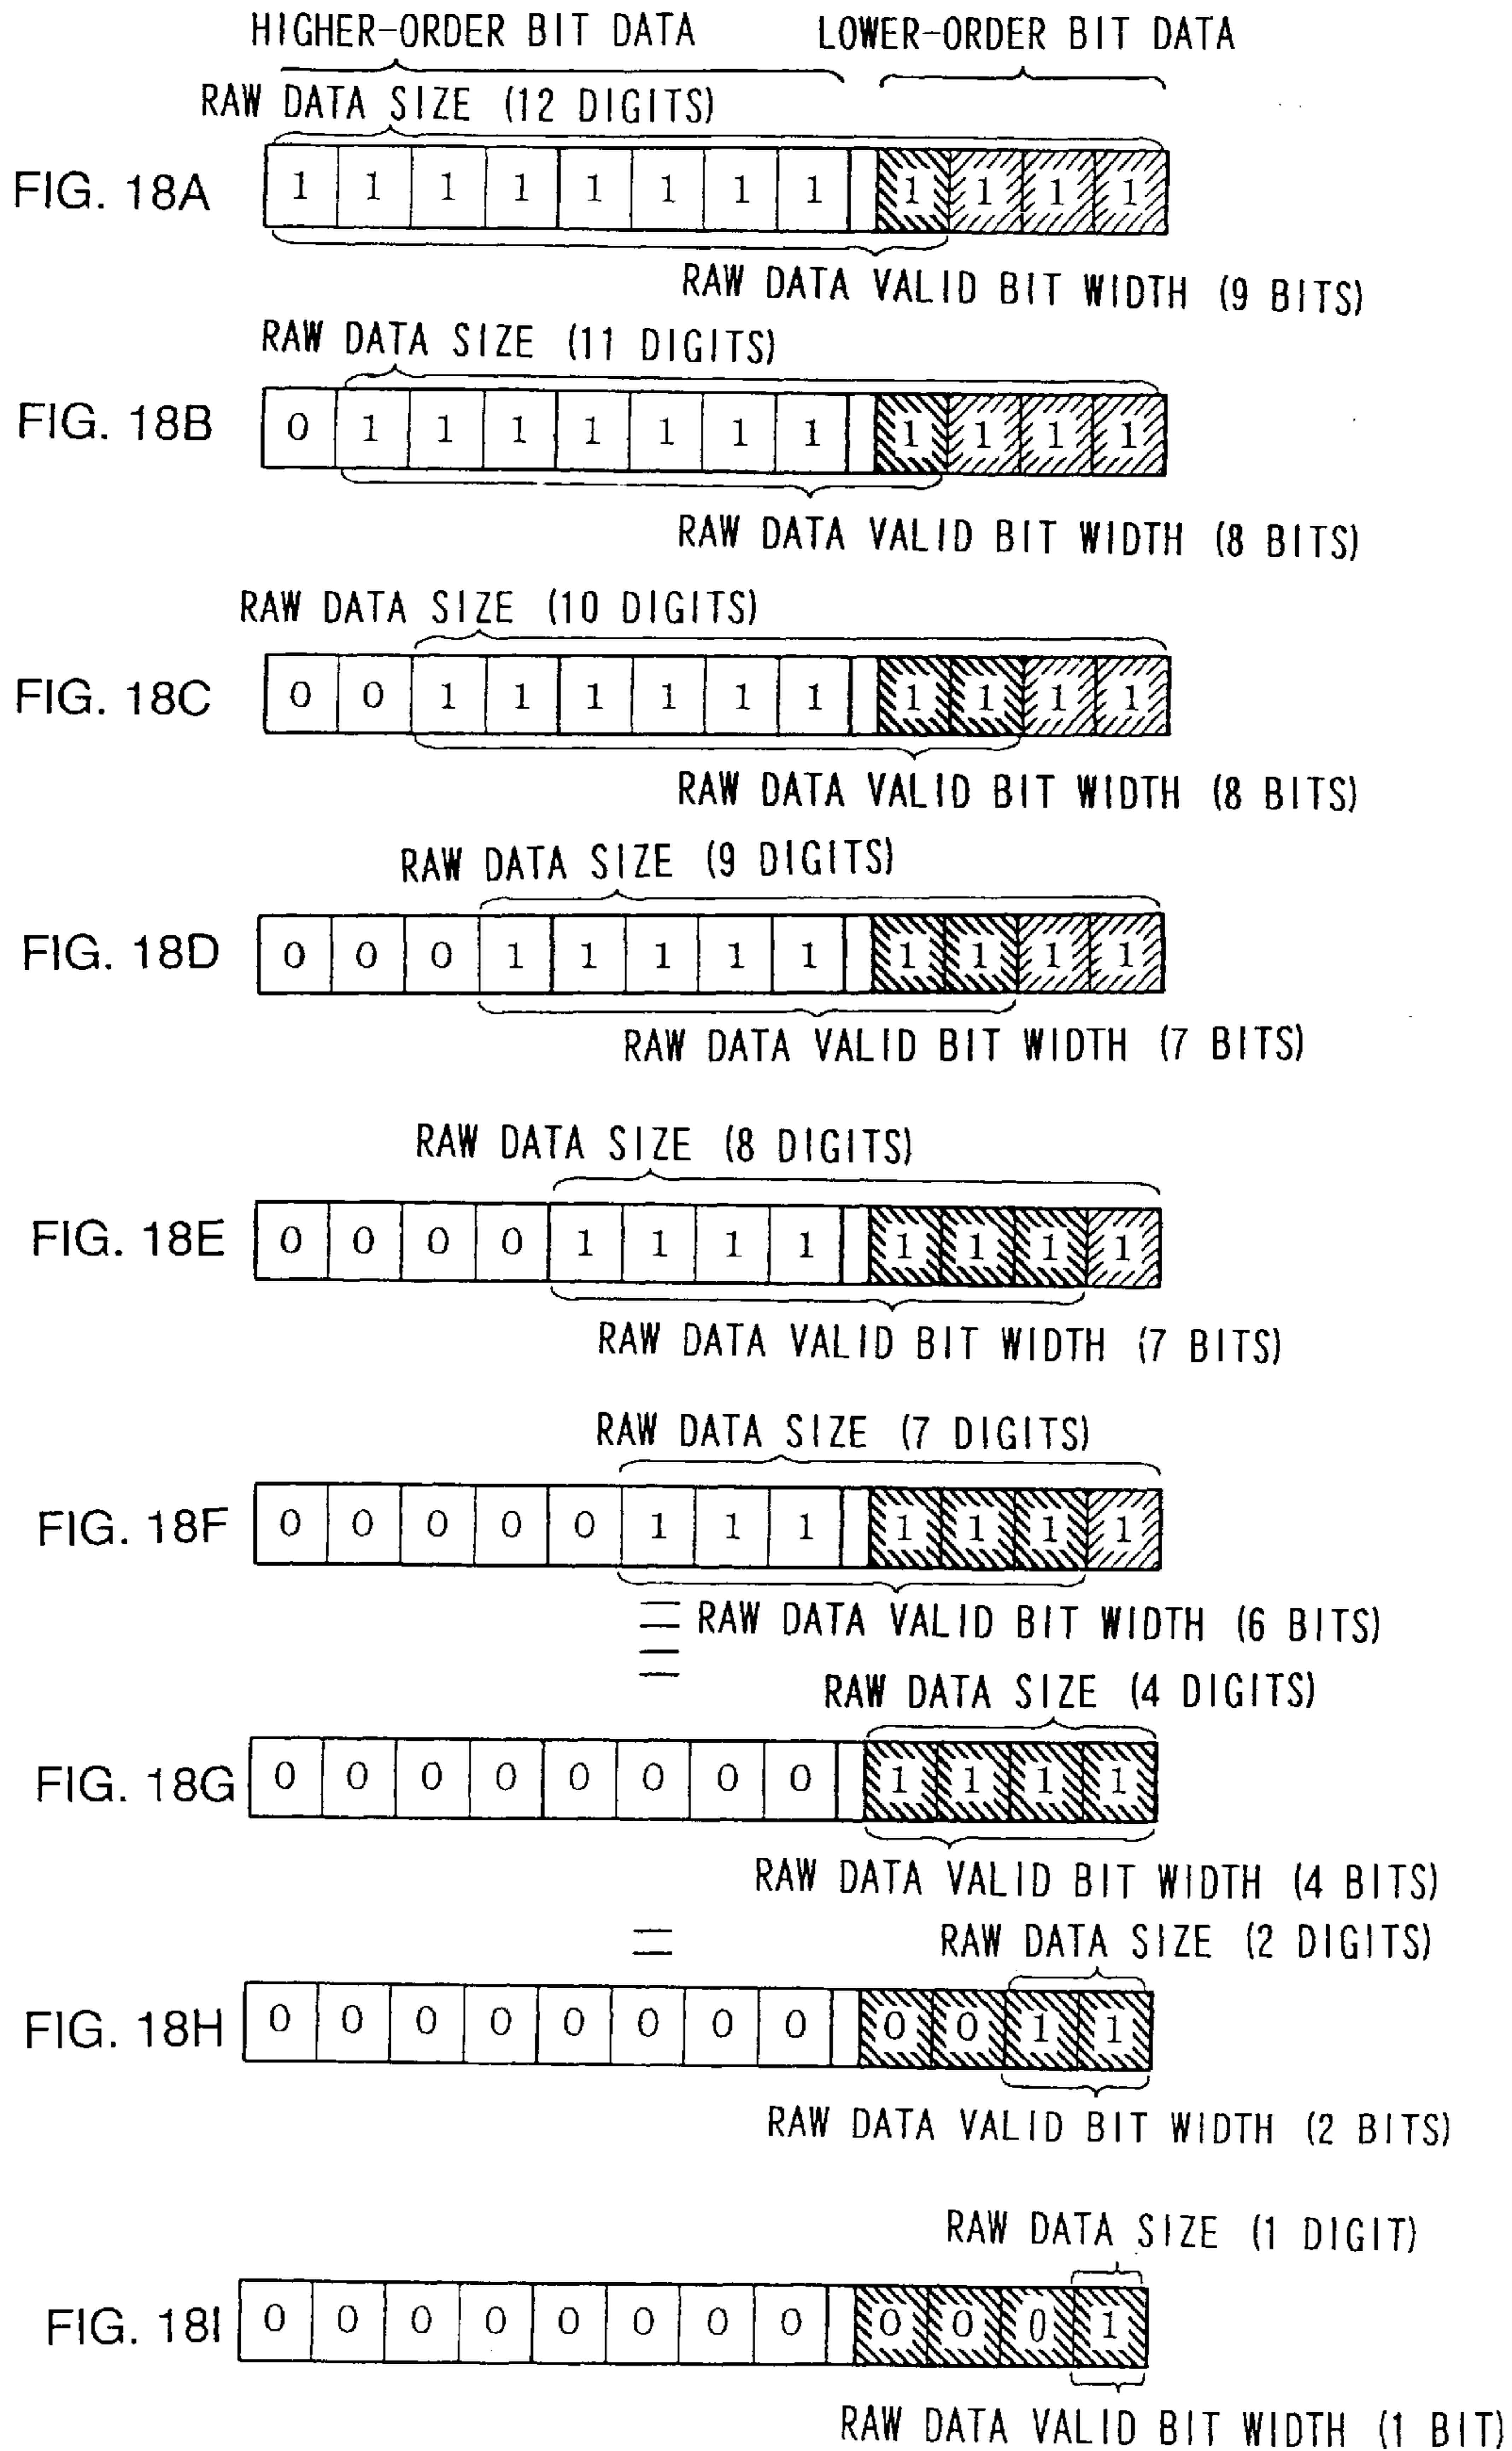 HIGHER-ORDER BIT DATA LOWER-ORDER BIT DATA
RAW DATA SIZE (12 DIGITS)
FIG. 18A 1 1 1 1 1 1 1 1 1 1 1 1
RAW DATA VALID BIT WIDTH (9 BITS)
RAW DATA SIZE (11 DIGITS)
FIG. 18B 0 1 1 1 1 1 1 1 1 1 1 1
RAW DATA VALID BIT WIDTH (8 BITS)
RAW DATA SIZE (10 DIGITS)
FIG. 18C 0 0 1 1 1 1 1 1 1 1 1 1
RAW DATA VALID BIT WIDTH (8 BITS)
RAW DATA SIZE (9 DIGITS)
FIG. 18D 0 0 0 1 1 1 1 1 1 1 1 1
RAW DATA VALID BIT WIDTH (7 BITS)
RAW DATA SIZE (8 DIGITS)
FIG. 18E 0 0 0 0 1 1 1 1 1 1 1 1
RAW DATA VALID BIT WIDTH (7 BITS)
RAW DATA SIZE (7 DIGITS)
FIG. 18F 0 0 0 0 0 1 1 1 1 1 1 1
RAW DATA VALID BIT WIDTH (6 BITS)
RAW DATA SIZE (4 DIGITS)
FIG. 18G 0 0 0 0 0 0 0 0 1 1 1 1
RAW DATA VALID BIT WIDTH (4 BITS)
RAW DATA SIZE (2 DIGITS)
FIG. 18H 0 0 0 0 0 0 0 0 0 0 1 1
RAW DATA VALID BIT WIDTH (2 BITS)
RAW DATA SIZE (1 DIGIT)
FIG. 18I 0 0 0 0 0 0 0 0 0 0 0 1
RAW DATA VALID BIT WIDTH (1 BIT)